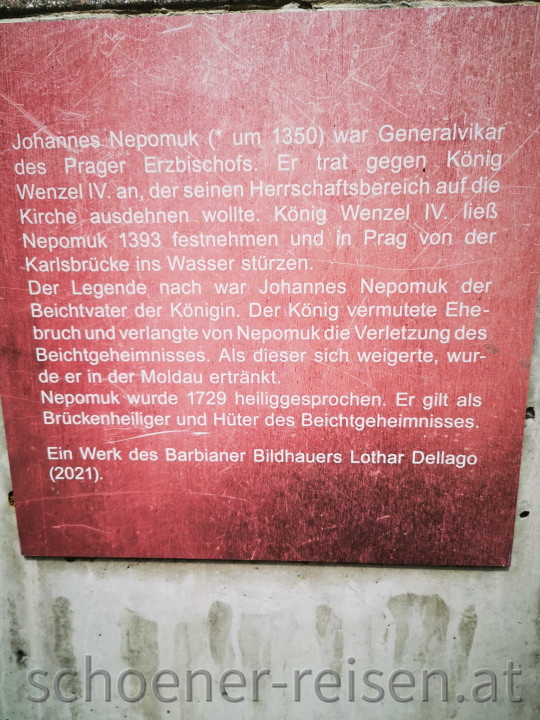 Johannes Nepomuk (* um 1350) war Generalvikar
des Prager Erzbischofs. Er trat gegen König
Wenzel IV. an, der seinen Herrschaftsbereich auf die
Kirche ausdehnen wollte. König Wenzel IV. ließ
Nepomuk 1393 festnehmen und in Prag von der
Karlsbrücke ins Wasser stürzen.
Der Legende nach war Johannes Nepomuk der
Beichtvater der Königin. Der König vermutete Ehe-
bruch und verlangte von Nepomuk die Verletzung des
Beichtgeheimnisses. Als dieser sich weigerte, wur-
de er in der Moldau ertränkt.
Nepomuk wurde 1729 heiliggesprochen. Er gilt als
Brückenheiliger und Hüter des Beichtgeheimnisses.
Ein Werk des Barbianer Bildhauers Lothar Dellago
(2021).
schoener-reisen.at